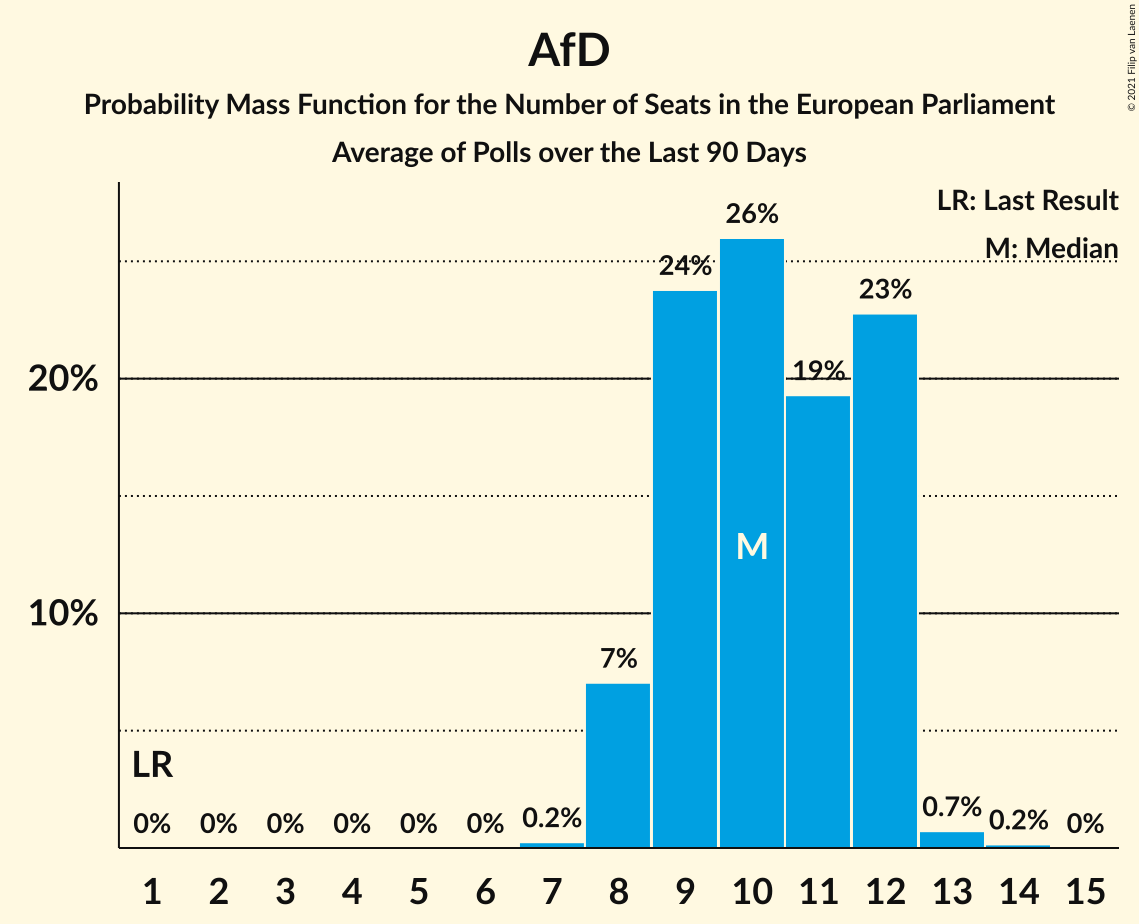 AfD
Probability Mass Function for the Number of Seats in the European Parliament
Average of Polls over the Last 90 Days
© 2021 Filip van Laenen
LR: Last Result
M: Median
26%
24%
23%
20%
19%
M
10%
7%
LR
0% 0% 0% 0% 0% 0% 0.2% 0.7% 0.2% 0%
1 2 3 4 5 6 7 8 9 10 11 12 13 14 15